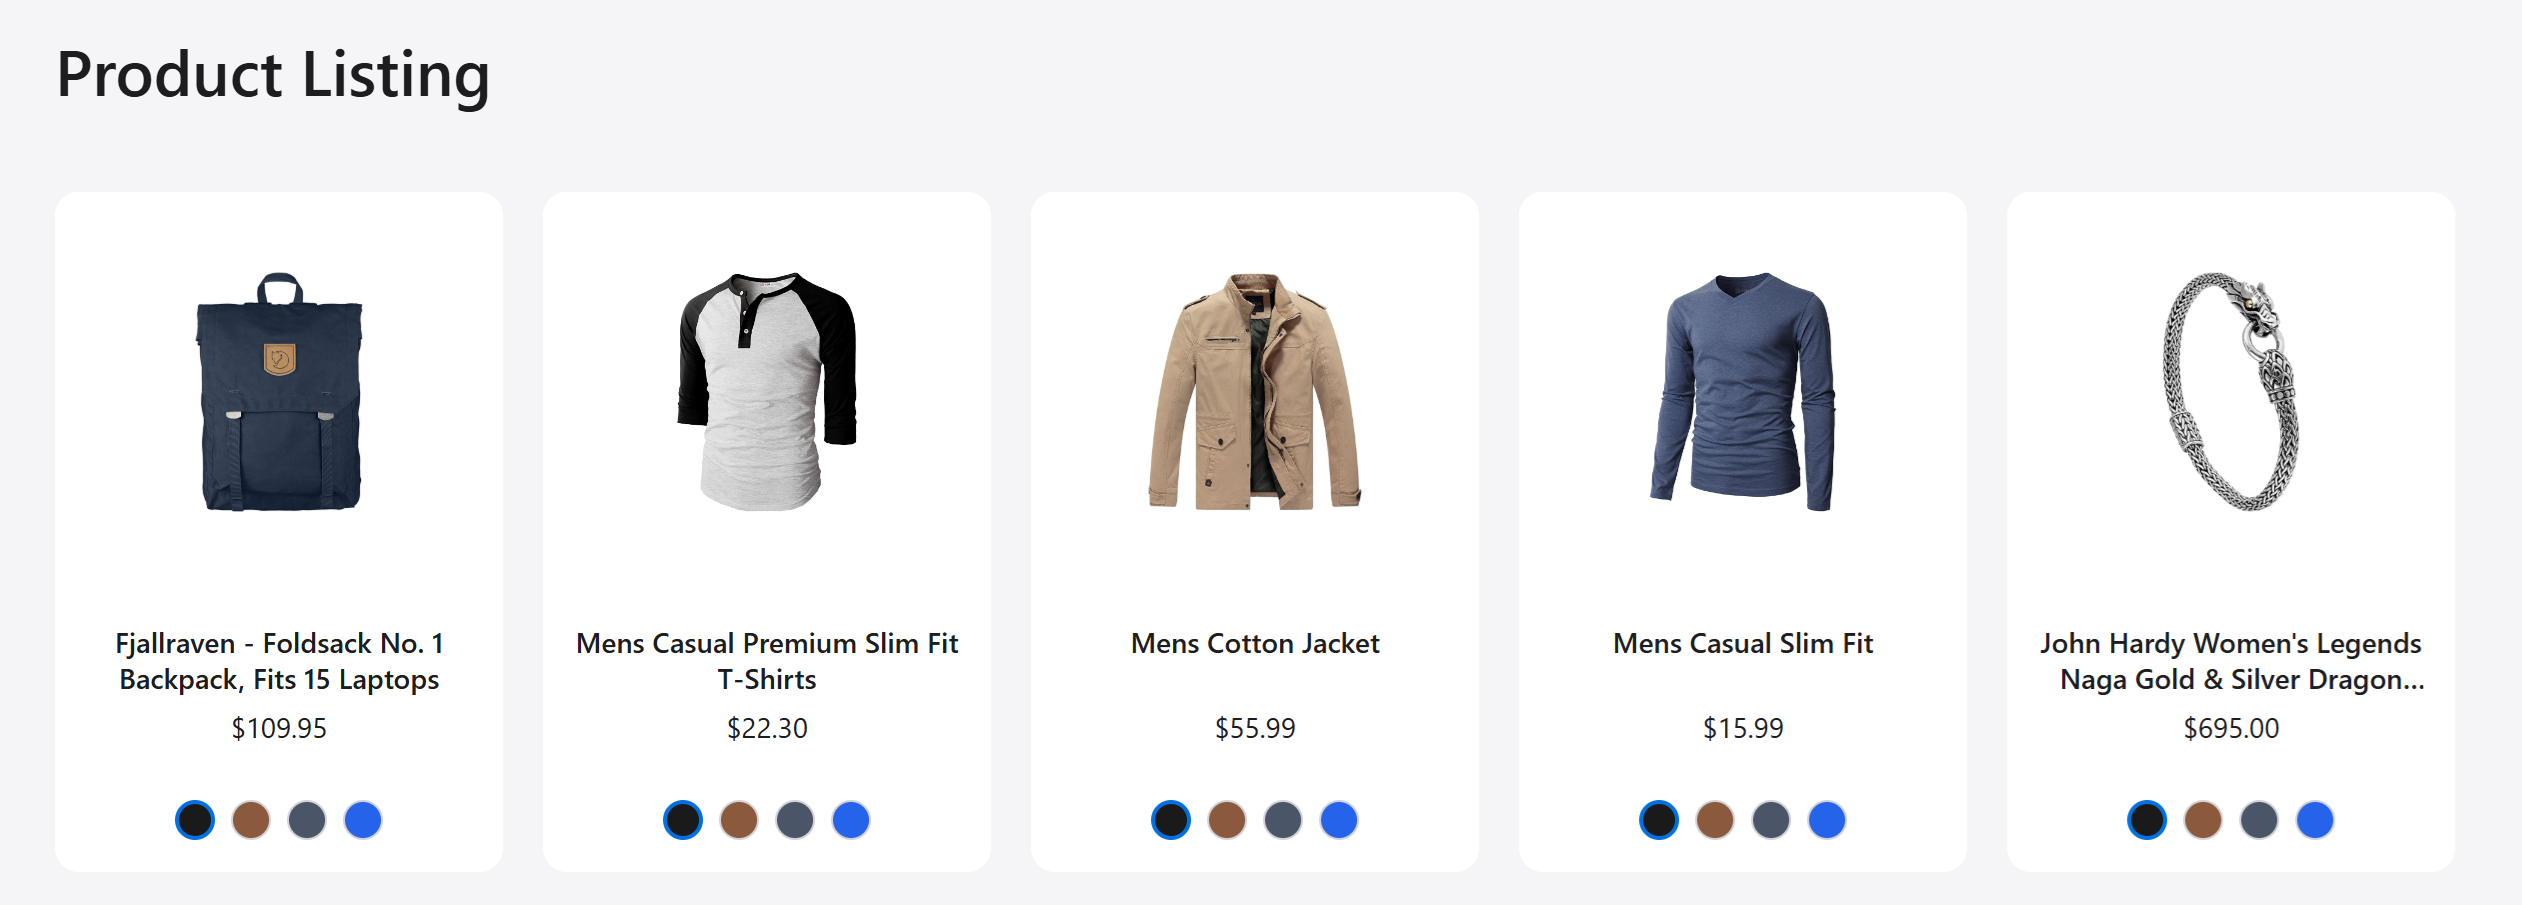 Product Listing
Fjallraven - Foldsack No. 1
Backpack, Fits 15 Laptops
$109.95
Mens Casual Premium Slim Fit
T-Shirts
$22.30
Mens Cotton Jacket
$55.99
Mens Casual Slim Fit
$15.99
John Hardy Women's Legends
Naga Gold & Silver Dragon...
$695.00